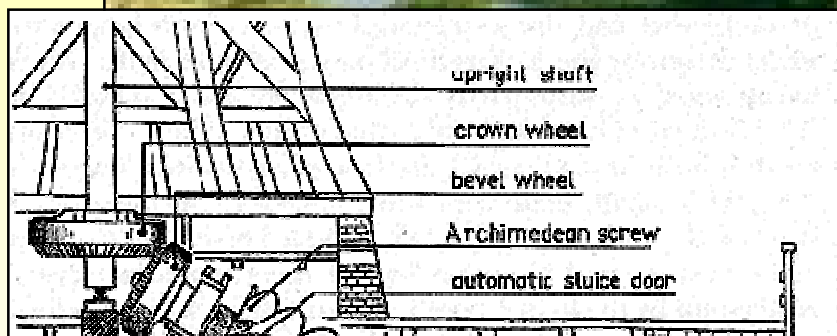 upright shaft
crown wheel
bevel wheel
Archimedean screw
automatic sluice door